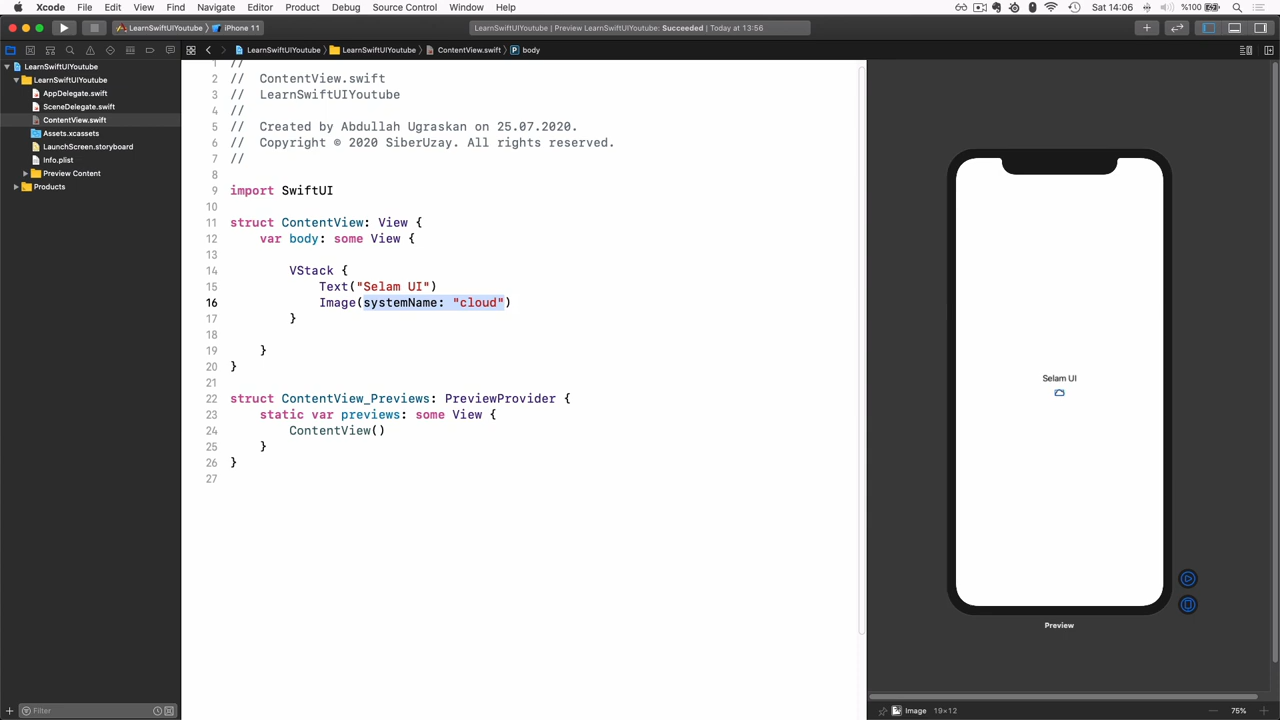 Xcode File Edit View Find Navigate Editor Product Debug Source Control Window Help
Sat 14:06 %100
LearnSwiftUIYoutube iPhone 11
LearnSwiftUIYoutube | Preview LearnSwiftUIYoutube: Succeeded | Today at 13:56
LearnSwiftUIYoutube LearnSwiftUIYoutube ContentView.swift P body
LearnSwiftUIYoutube
LearnSwiftUIYoutube
AppDelegate.swift
SceneDelegate.swift
ContentView.swift
Assets.xcassets
LaunchScreen.storyboard
Info.plist
Preview Content
Products
Filter
1 //
2 // ContentView.swift
3 // LearnSwiftUIYoutube
4 //
5 // Created by Abdullah Ugraskan on 25.07.2020.
6 // Copyright © 2020 SiberUzay. All rights reserved.
7 //
8
9 import SwiftUI
10
11 struct ContentView: View {
12 var body: some View {
13
14 VStack {
15 Text("Selam UI")
16 Image(systemName: "cloud")
17 }
18
19 }
20 }
21
22 struct ContentView_Previews: PreviewProvider {
23 static var previews: some View {
24 ContentView()
25 }
26 }
27
Selam UI
Preview
Image 19×12
75%